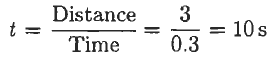 t = Distance / Time = 3 / 0.3 = 10 s